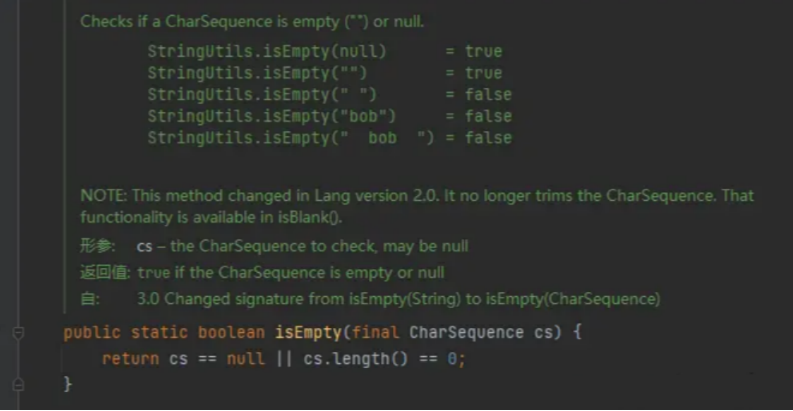 Checks if a CharSequence is empty ("") or null.
StringUtils.isEmpty(null)      = true
StringUtils.isEmpty("")        = true
StringUtils.isEmpty(" ")       = false
StringUtils.isEmpty("bob")     = false
StringUtils.isEmpty("  bob  ") = false
NOTE: This method changed in Lang version 2.0. It no longer trims the CharSequence. That
functionality is available in isBlank().
形参: cs – the CharSequence to check, may be null
返回值: true if the CharSequence is empty or null
自: 3.0 Changed signature from isEmpty(String) to isEmpty(CharSequence)
public static boolean isEmpty(final CharSequence cs) {
return cs == null || cs.length() == 0;
}